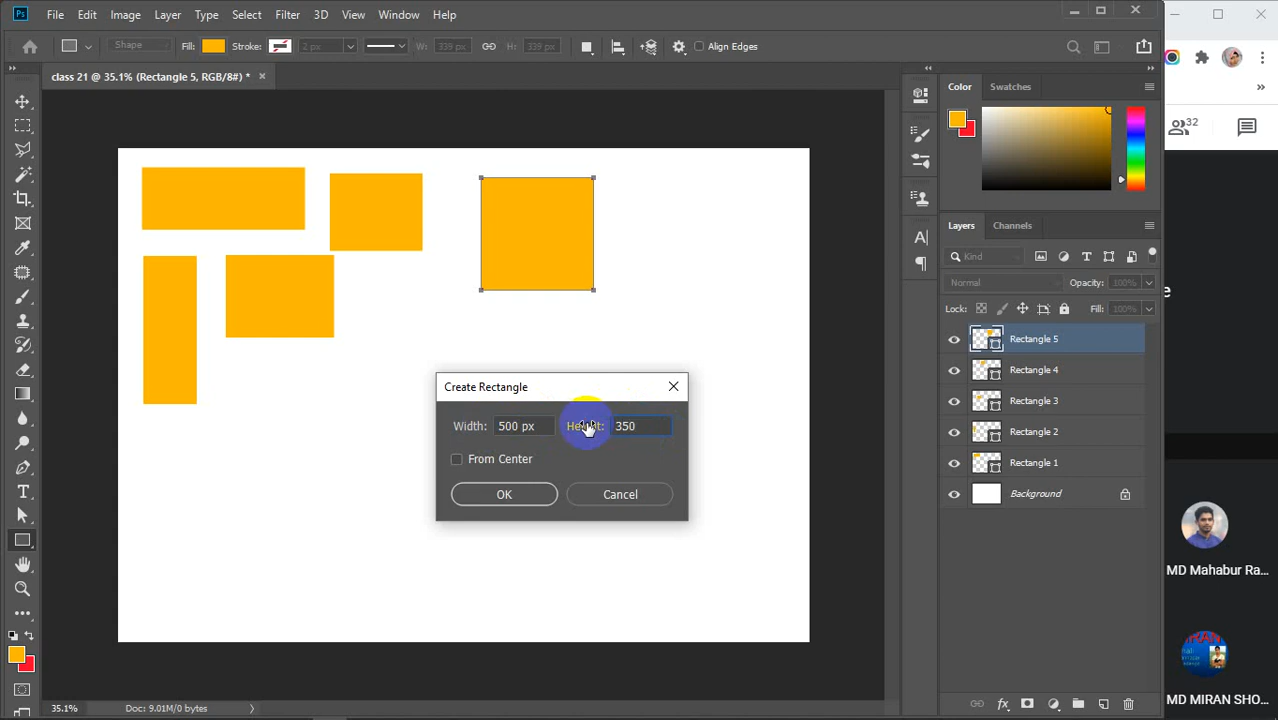 Ps File Edit Image Layer Type Select Filter 3D View Window Help
Shape Fill: Stroke: 2 px W: 339 px H: 339 px Align Edges
class 21 @ 35.1% (Rectangle 5, RGB/8#) * ×
Color Swatches
32
Layers Channels
Kind
Normal Opacity: 100%
Lock: Fill: 100%
Rectangle 5
Rectangle 4
Rectangle 3
Rectangle 2
Rectangle 1
Background
Create Rectangle
Width: 500 px Height: 350
From Center
OK Cancel
T
A
e
MD Mahabur Ra...
MD MIRAN SHO...
35.1% Doc: 9.01M/0 bytes